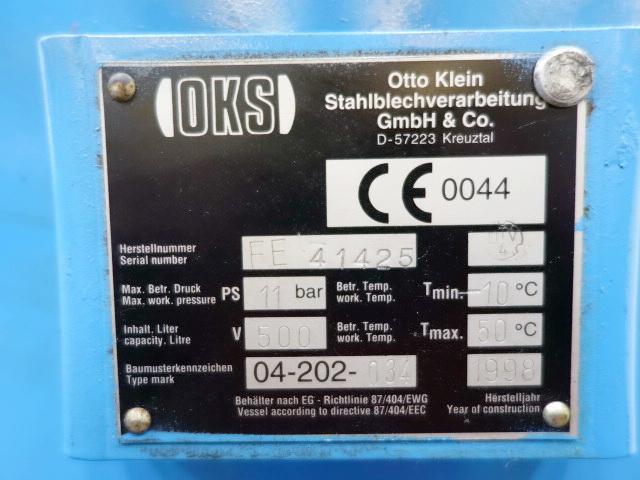 OKS
Otto Klein
Stahlblechverarbeitung
GmbH & Co.
D-57223 Kreuztal
CE 0044
Herstellnummer
Serial number
FE 41425
Max. Betr. Druck
Max. work. pressure
PS 11 bar
Betr. Temp.
work. Temp.
Tmin. -10 °C
Inhalt. Liter
capacity. Litre
V 500
Betr. Temp.
work. Temp.
Tmax. 50 °C
Baumusterkennzeichen
Type mark
04-202-034
1998
Behälter nach EG - Richtlinie 87/404/EWG
Vessel according to directive 87/404/EEC
Herstelljahr
Year of construction